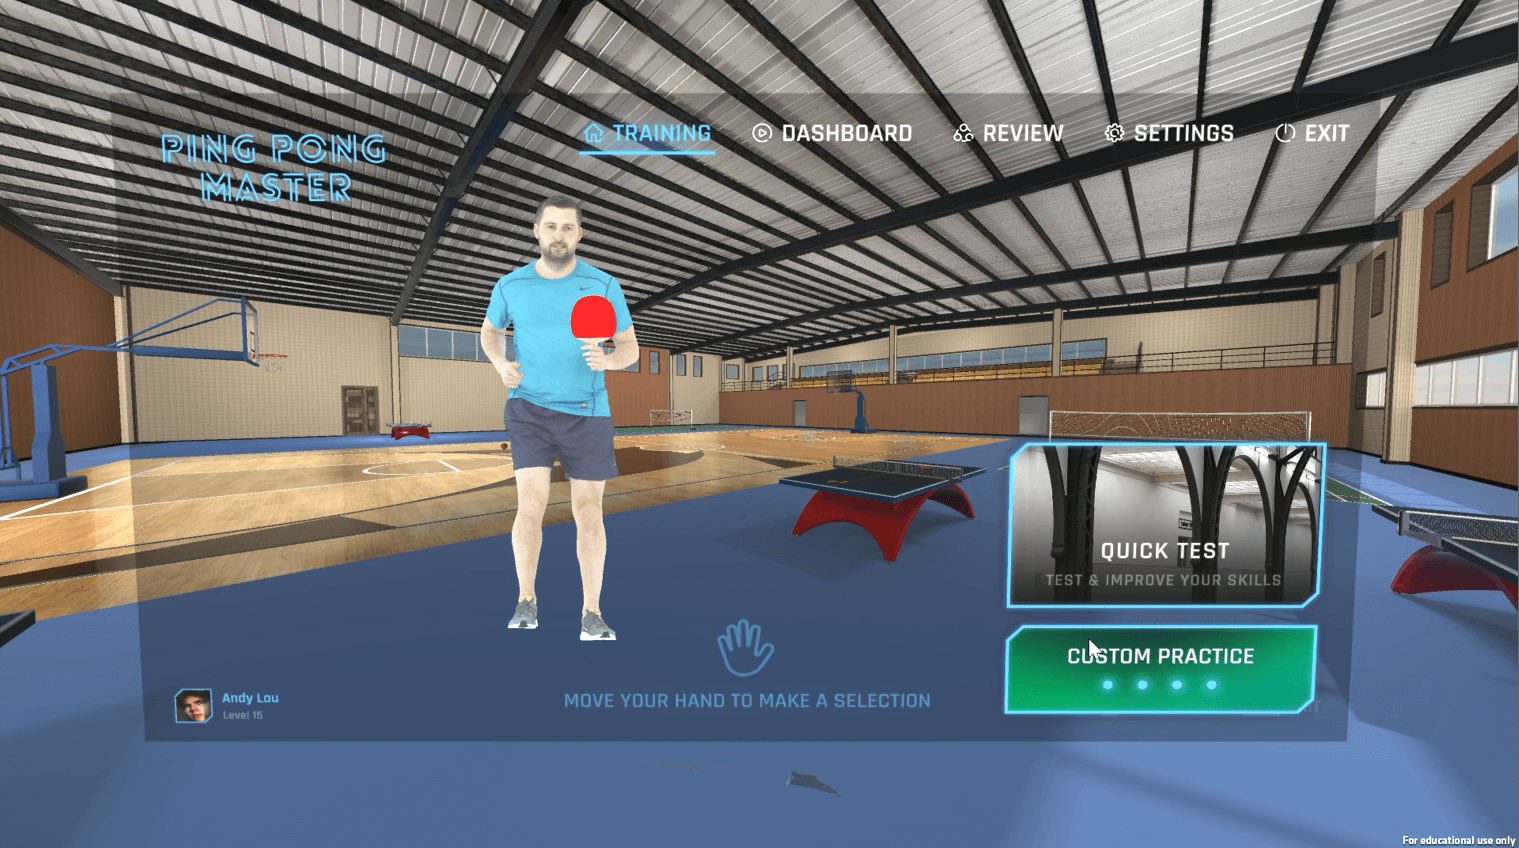 PING PONG
MASTER
TRAINING
DASHBOARD
REVIEW
SETTINGS
EXIT
QUICK TEST
TEST & IMPROVE YOUR SKILLS
CUSTOM PRACTICE
MOVE YOUR HAND TO MAKE A SELECTION
Andy Lau
Level 15
For educational use only